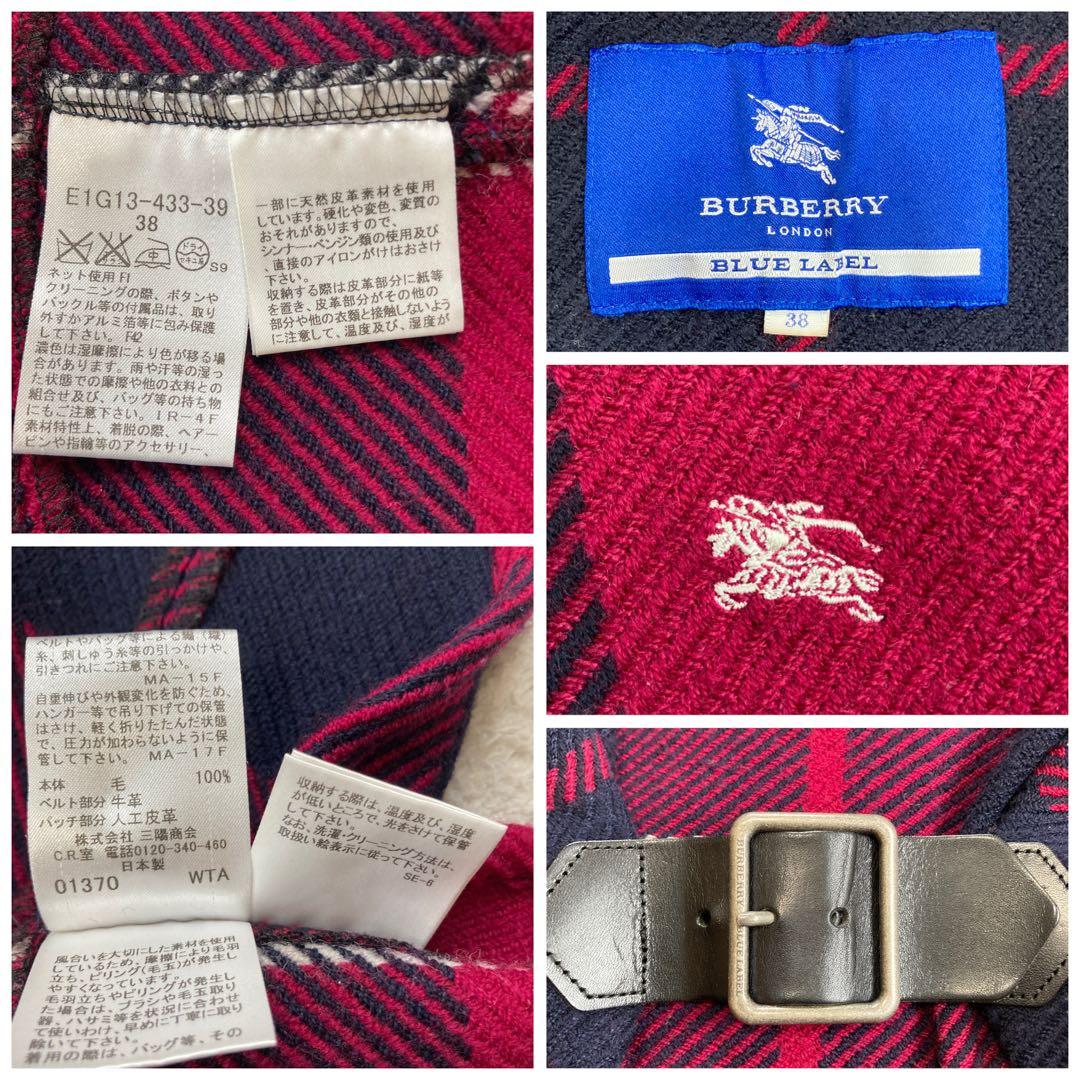 E1G13-433-39
38
ドライ
セキユ系
S9
ネット使用 FI
クリーニングの際、ボタンや
バックル等の付属品は、取り
外すかアルミ箔等に包み保護
して下さい。F42
濃色は湿摩擦により色が移る場
合があります。雨や汗等の湿っ
た状態での摩擦や他の衣料との
組合せ及び、バッグ等の持ち物
にもご注意下さい。IR-4F
素材特性上、着脱の際、ヘアー
ピンや指輪等のアクセサリー、
一部に天然皮革素材を使用
しています。硬化や変色、変質の
おそれがありますので、
シンナー・ベンジン類の使用及び
、直接のアイロンがけはおさけ
下さい。
収納する際は皮革部分に紙等
を置き、皮革部分がその他の
部分や他の衣類と接触しないよう
に注意して、温度及び、湿度が
BURBERRY
LONDON
BLUE LABEL
38
ベルトやバッグ等による編（織）
糸、刺しゅう糸等の引っかけや、
引きつれにご注意下さい。
MA-15F
自重伸びや外観変化を防ぐため、
ハンガー等で吊り下げての保管
はさけ、軽く折りたたんだ状態
で、圧力が加わらないように保
管して下さい。MA-17F
本体 毛 100%
ベルト部分 牛革
パッチ部分 人工皮革
株式会社 三陽商会
C.R.室 電話0120-340-460
日本製
01370 WTA
収納する際は、温度及び、湿度
が低いところで、光をさけて保管
して下さい。
なお、洗濯・クリーニング方法は、
取扱い絵表示に従って下さい。
SE-6
風合いを大切にした素材を使用
しているため、摩擦により毛羽
立ち、ピリング(毛玉)が発生し
やすくなっています。
毛羽立ちやピリングが発生し
た場合は、ブラシや毛玉取り
器、ハサミ等を状況に合わせ
て使いわけ、早めに丁寧に取り
除いて下さい。
着用の際は、バッグ等、その
BURBERRY BLUE LABEL